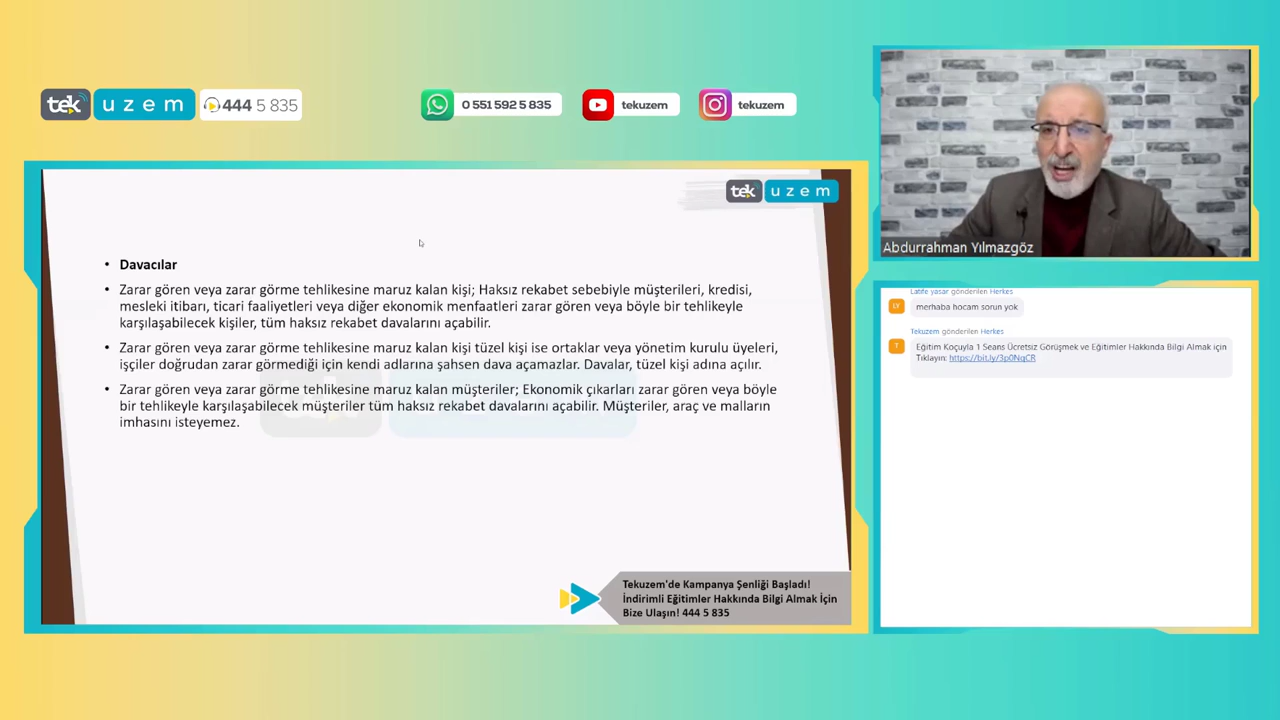 tek uzem 444 5 835
0 551 592 5 835
tekuzem
tekuzem
tek uzem
Davacılar
Zarar gören veya zarar görme tehlikesine maruz kalan kişi; Haksız rekabet sebebiyle müşterileri, kredisi,
mesleki itibarı, ticari faaliyetleri veya diğer ekonomik menfaatleri zarar gören veya böyle bir tehlikeyle
karşılaşabilecek kişiler, tüm haksız rekabet davalarını açabilir.
Zarar gören veya zarar görme tehlikesine maruz kalan kişi tüzel kişi ise ortaklar veya yönetim kurulu üyeleri,
işçiler doğrudan zarar görmediği için kendi adlarına şahsen dava açamazlar. Davalar, tüzel kişi adına açılır.
Zarar gören veya zarar görme tehlikesine maruz kalan müşteriler; Ekonomik çıkarları zarar gören veya böyle
bir tehlikeyle karşılaşabilecek müşteriler tüm haksız rekabet davalarını açabilir. Müşteriler, araç ve malların
imhasını isteyemez.
Tekuzem'de Kampanya Şenliği Başladı!
İndirimli Eğitimler Hakkında Bilgi Almak İçin
Bize Ulaşın! 444 5 835
Abdurrahman Yılmazgöz
Latife yasar gönderilen Herkes
LY merhaba hocam sorun yok
Tekuzem gönderilen Herkes
T Eğitim Koçuyla 1 Seans Ücretsiz Görüşmek ve Eğitimler Hakkında Bilgi Almak için
Tıklayın: https://bit.ly/3p0NqCR